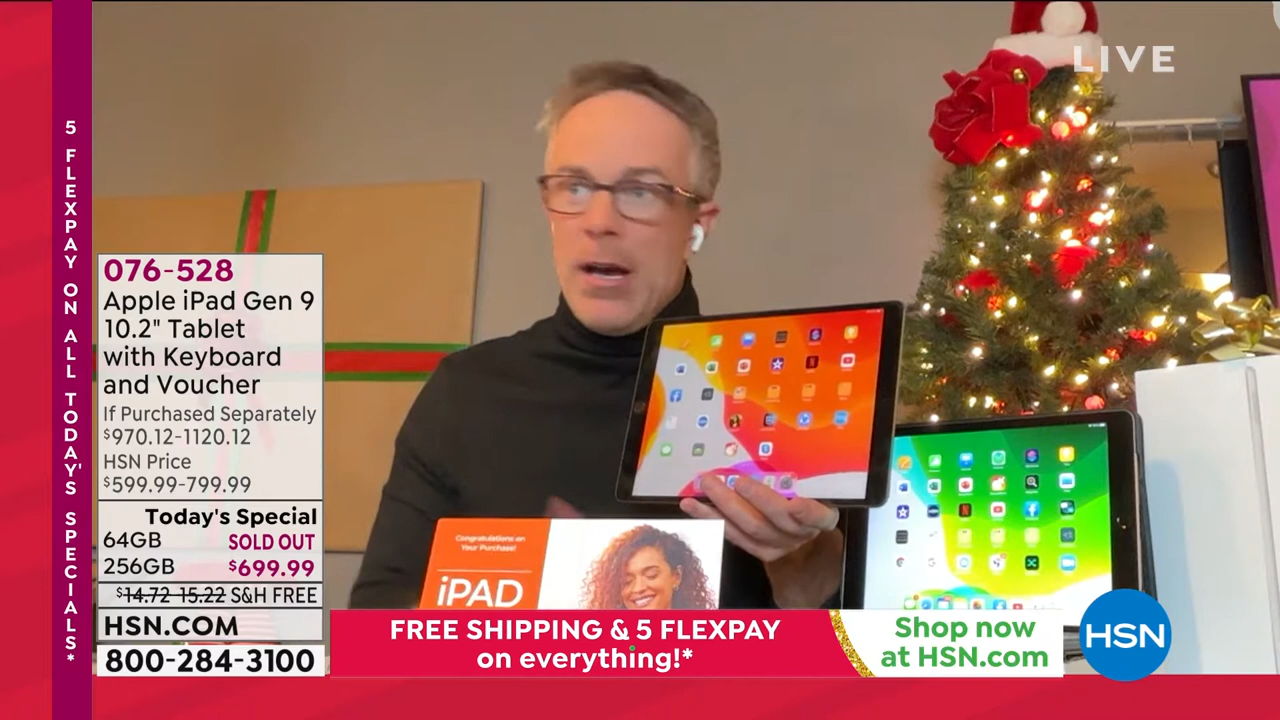 LIVE
5 FLEXPAY ON ALL TODAY'S SPECIALS*
076-528
Apple iPad Gen 9
10.2" Tablet
with Keyboard
and Voucher
If Purchased Separately
$970.12-1120.12
HSN Price
$599.99-799.99
Today's Special
64GB SOLD OUT
256GB $699.99
$14.72-15.22 S&H FREE
HSN.COM
800-284-3100
Congratulations on
Your Purchase!
iPAD
FREE SHIPPING & 5 FLEXPAY
on everything!*
Shop now
at HSN.com
HSN